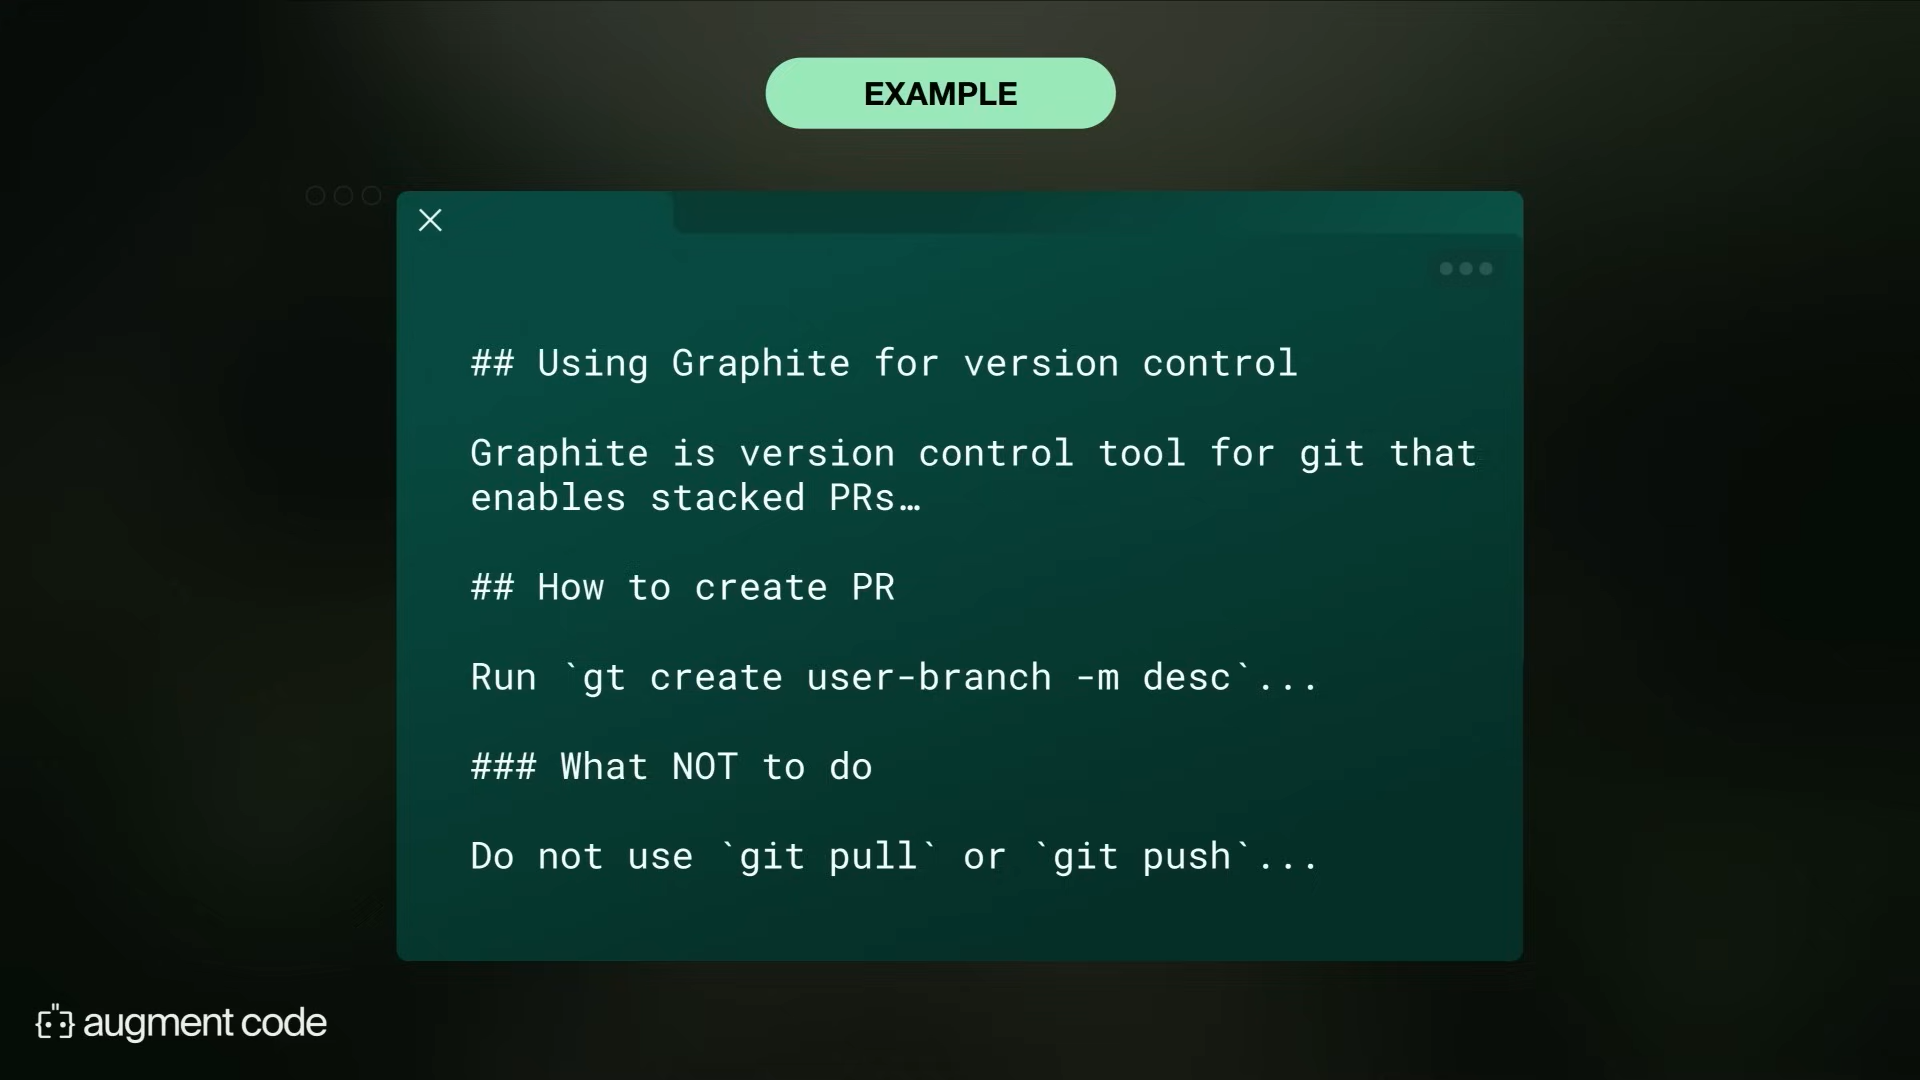 EXAMPLE
## Using Graphite for version control
Graphite is version control tool for git that
enables stacked PRs…
## How to create PR
Run `gt create user-branch -m desc`...
### What NOT to do
Do not use `git pull` or `git push`...
augment code